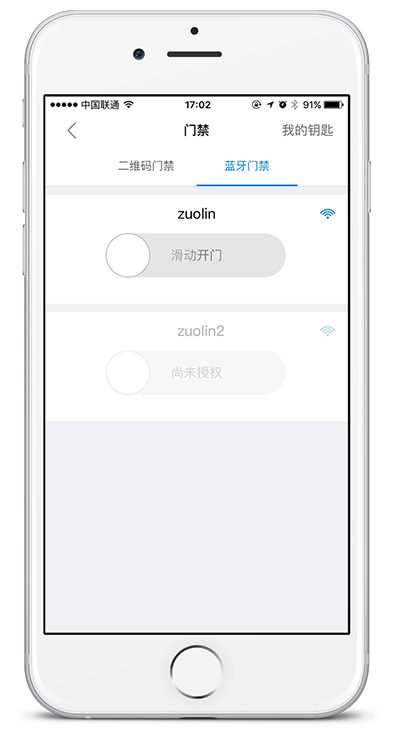 中国联通 17:02 91%
门禁 我的钥匙
二维码门禁 蓝牙门禁
zuolin
滑动开门
zuolin2
尚未授权